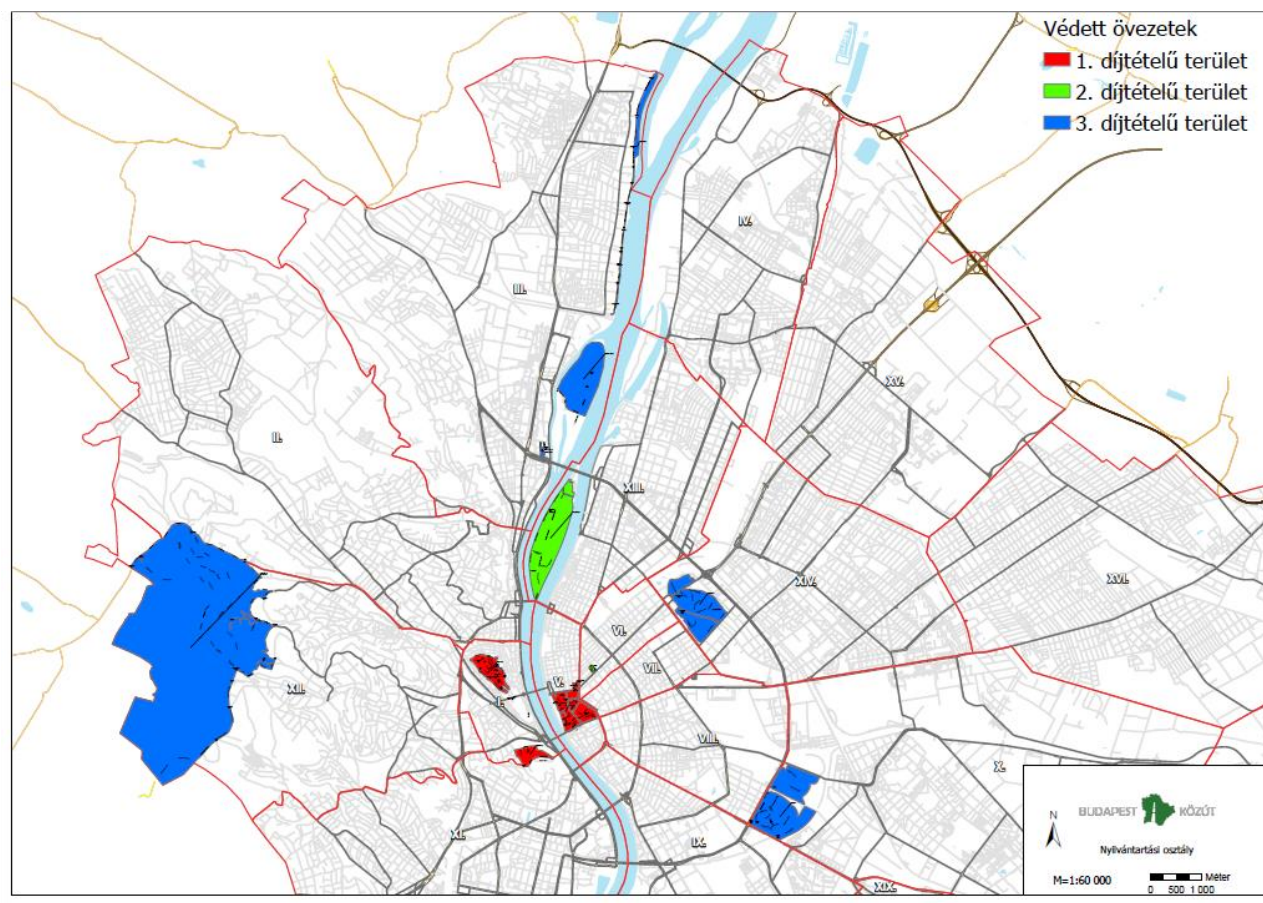 Védett övezetek
1. díjtételű terület
2. díjtételű terület
3. díjtételű terület
IV.
III.
XV.
II.
XIII.
XIV.
XVI.
VI.
VII.
XII.
V.
I.
VIII.
X.
XI.
IX.
XIX.
BUDAPEST KÖZÚT
N
Nyilvántartási osztály
M=1:60 000
Méter
0 500 1 000